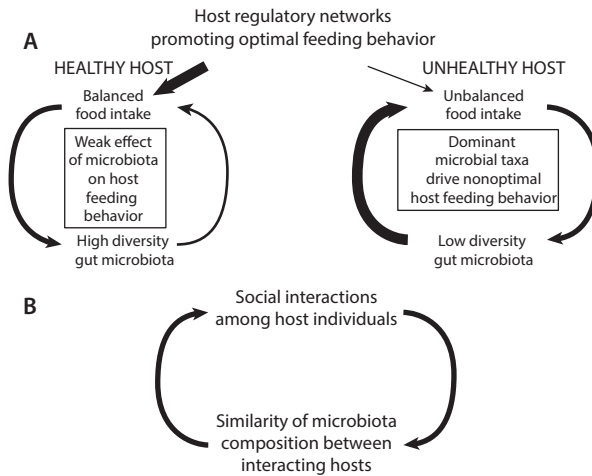 A
Host regulatory networks
promoting optimal feeding behavior
HEALTHY HOST
Balanced
food intake
Weak effect
of microbiota
on host
feeding
behavior
High diversity
gut microbiota
UNHEALTHY HOST
Unbalanced
food intake
Dominant
microbial taxa
drive nonoptimal
host feeding behavior
Low diversity
gut microbiota
B
Social interactions
among host individuals
Similarity of microbiota
composition between
interacting hosts